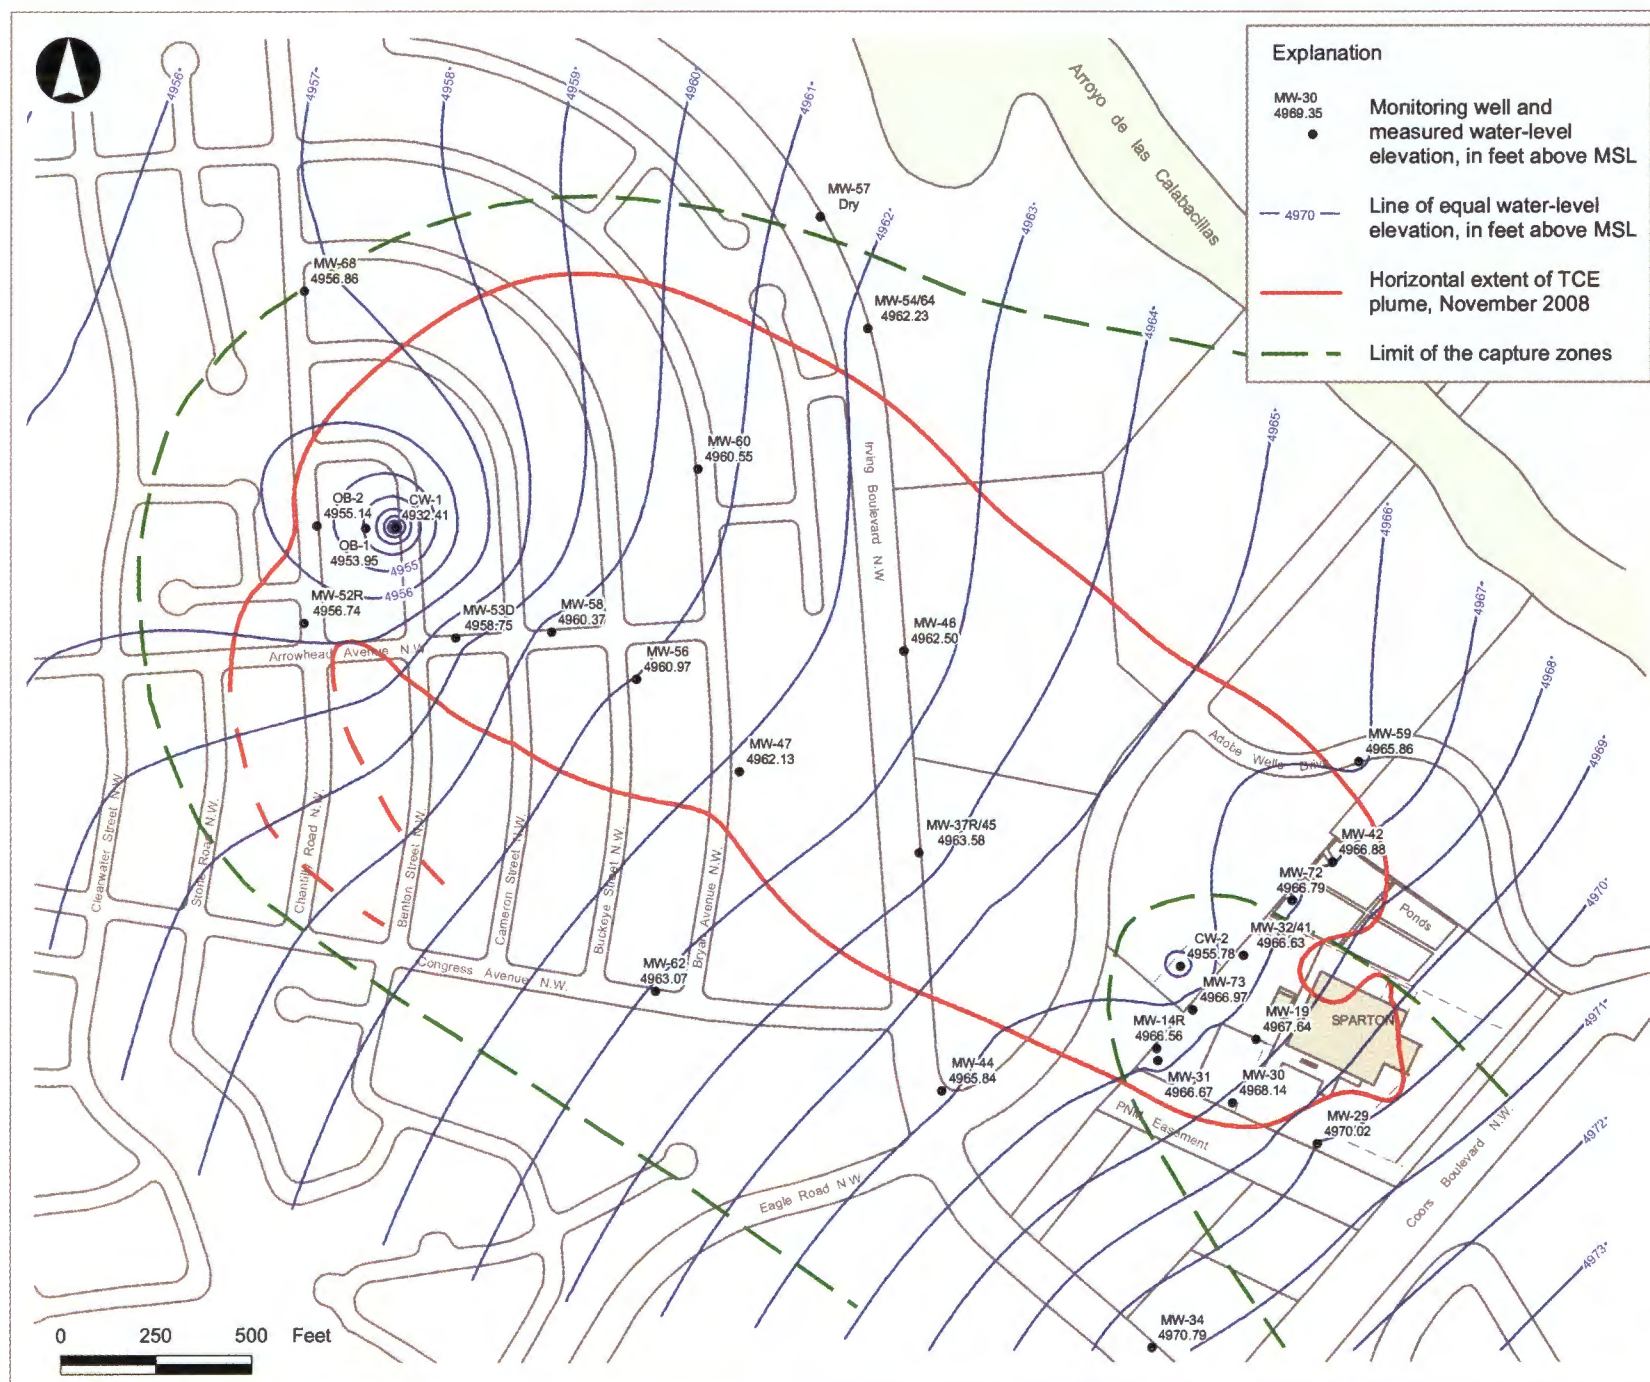 Explanation
MW-30
4969.35
Monitoring well and
measured water-level
elevation, in feet above MSL
4970
Line of equal water-level
elevation, in feet above MSL
Horizontal extent of TCE
plume, November 2008
Limit of the capture zones
4956
4957
4958
4959
4960
4961
4962
4963
4964
4965
4966
4967
4968
4969
4970
4971
4972
4973
Arroyo de las Calabacillas
MW-57
Dry
MW-68
4956.86
MW-54/64
4962.23
MW-60
4960.55
OB-2
4955.14
CW-1
4932.41
OB-1
4953.95
4955
4956
MW-52R
4956.74
MW-53D
4958.75
MW-58
4960.37
MW-56
4960.97
MW-46
4962.50
Irving Boulevard N.W
Arrowhead Avenue N.W
MW-47
4962.13
MW-59
4965.86
Adobe Wells Drive
MW-37R/45
4963.58
MW-42
4966.88
MW-72
4966.79
Ponds
MW-32/41
4966.63
CW-2
4955.78
MW-73
4966.97
MW-19
4967.64
SPARTON
MW-14R
4966.56
MW-31
4966.67
MW-30
4968.14
MW-29
4970.02
MW-62
4963.07
MW-44
4965.84
MW-34
4970.79
Clearwater Street N.W.
Stone Road N.W.
Chantilly Road N.W.
Benton Street N.W.
Cameron Street N.W.
Buckeye Street N.W.
Bryan Avenue N.W.
Congress Avenue N.W.
Eagle Road N.W.
PNM Easement
Coors Boulevard N.W.
0 250 500 Feet